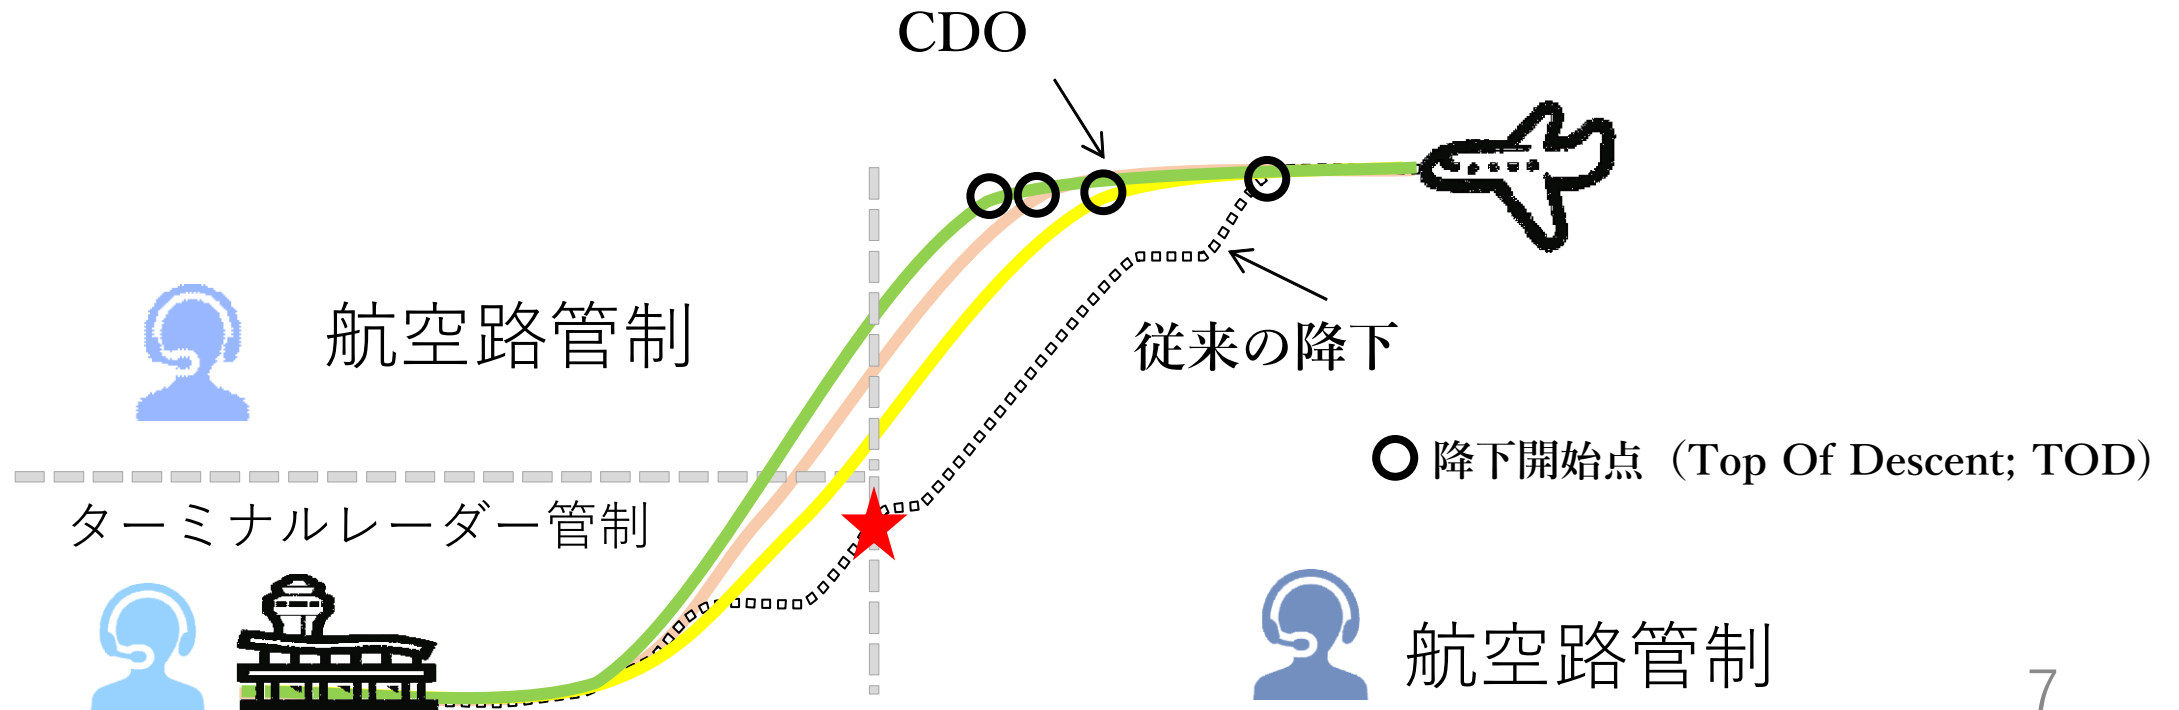 CDO
航空路管制
従来の降下
降下開始点（Top Of Descent; TOD）
ターミナルレーダー管制
航空路管制
7